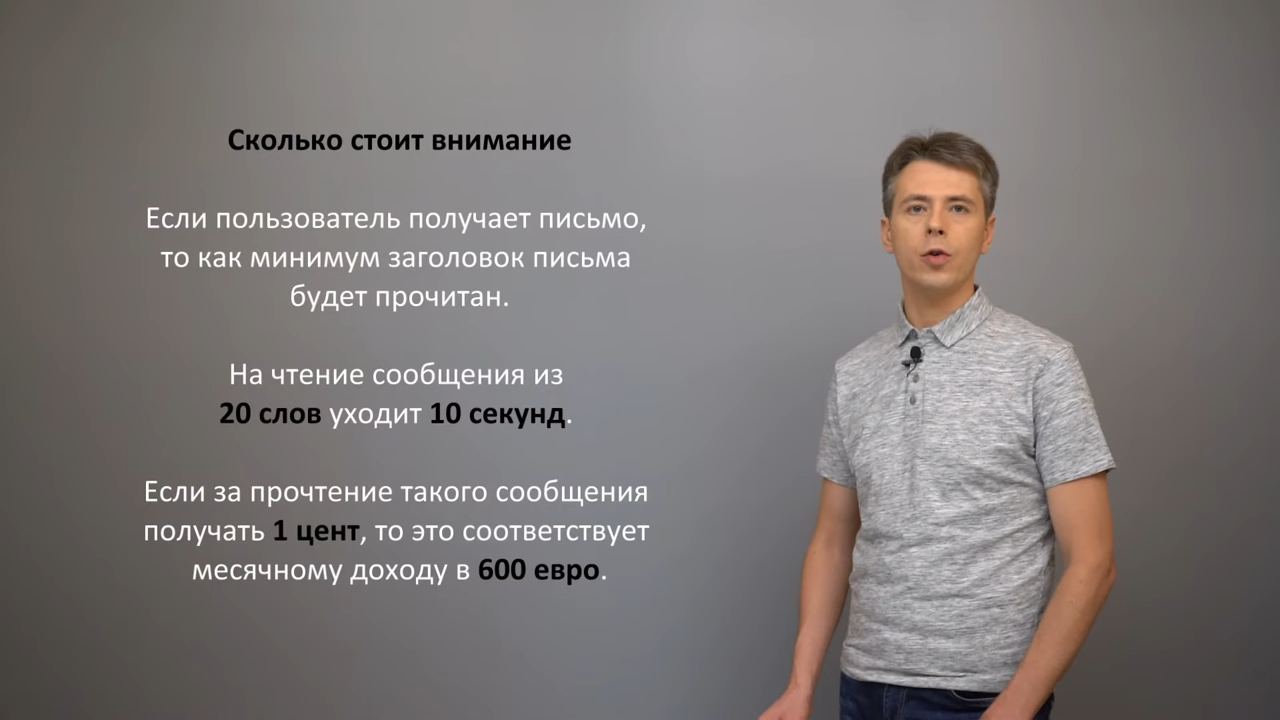 Сколько стоит внимание
Если пользователь получает письмо,
то как минимум заголовок письма
будет прочитан.
На чтение сообщения из
20 слов уходит 10 секунд.
Если за прочтение такого сообщения
получать 1 цент, то это соответствует
месячному доходу в 600 евро.